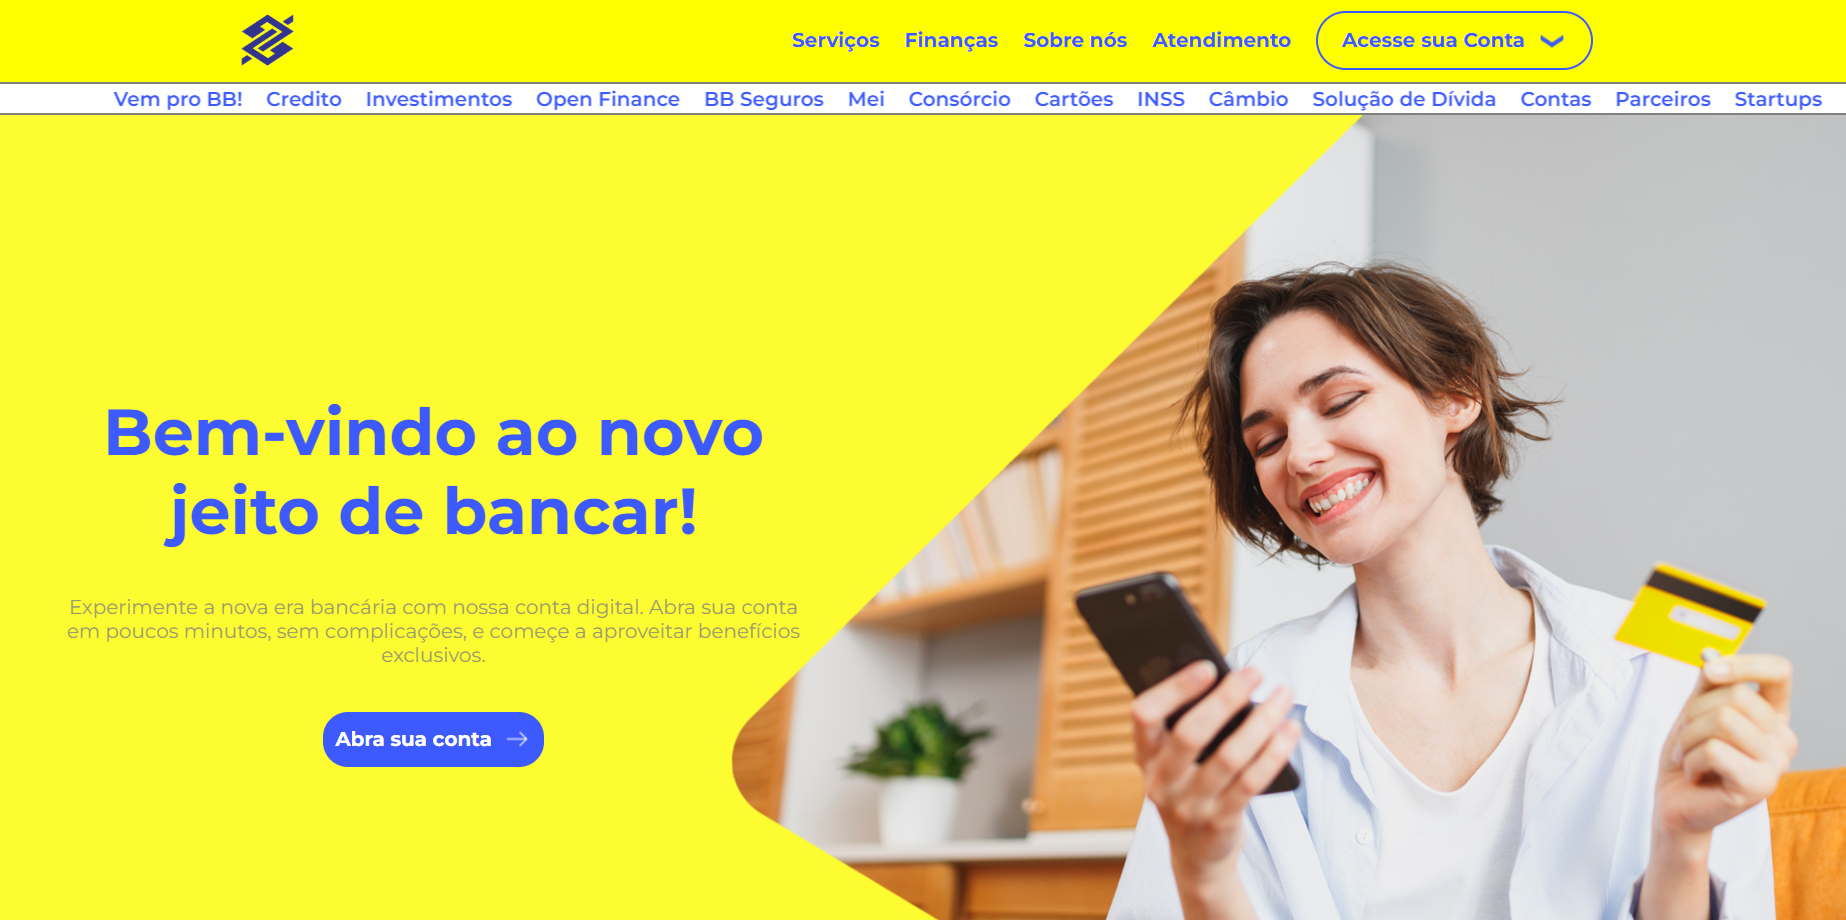 Serviços Finanças Sobre nós Atendimento Acesse sua Conta
Vem pro BB! Credito Investimentos Open Finance BB Seguros Mei Consórcio Cartões INSS Câmbio Solução de Dívida Contas Parceiros Startups
Bem-vindo ao novo
jeito de bancar!
Experimente a nova era bancária com nossa conta digital. Abra sua conta
em poucos minutos, sem complicações, e começe a aproveitar benefícios
exclusivos.
Abra sua conta